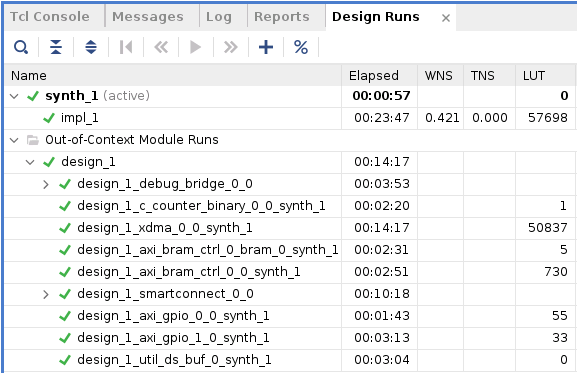 Tcl Console Messages Log Reports Design Runs ×
Name Elapsed WNS TNS LUT
synth_1 (active) 00:00:57 0
impl_1 00:23:47 0.421 0.000 57698
Out-of-Context Module Runs
design_1 00:14:17
design_1_debug_bridge_0_0 00:03:53
design_1_c_counter_binary_0_0_synth_1 00:02:20 1
design_1_xdma_0_0_synth_1 00:14:17 50837
design_1_axi_bram_ctrl_0_bram_0_synth_1 00:02:31 5
design_1_axi_bram_ctrl_0_0_synth_1 00:02:51 730
design_1_smartconnect_0_0 00:10:18
design_1_axi_gpio_0_0_synth_1 00:01:43 55
design_1_axi_gpio_1_0_synth_1 00:03:13 33
design_1_util_ds_buf_0_synth_1 00:03:04 0